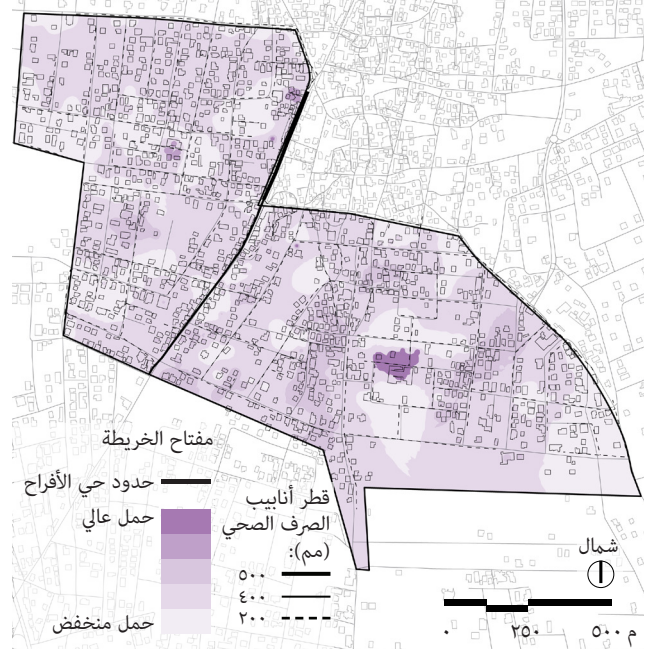 مفتاح الخريطة
حدود حي الأفراح
حمل عالي
حمل منخفض
قطر أنابيب
الصرف الصحي
(مم):
٥٠٠
٤٠٠
٢٠٠
شمال
٠ ٢٥٠ ٥٠٠ م